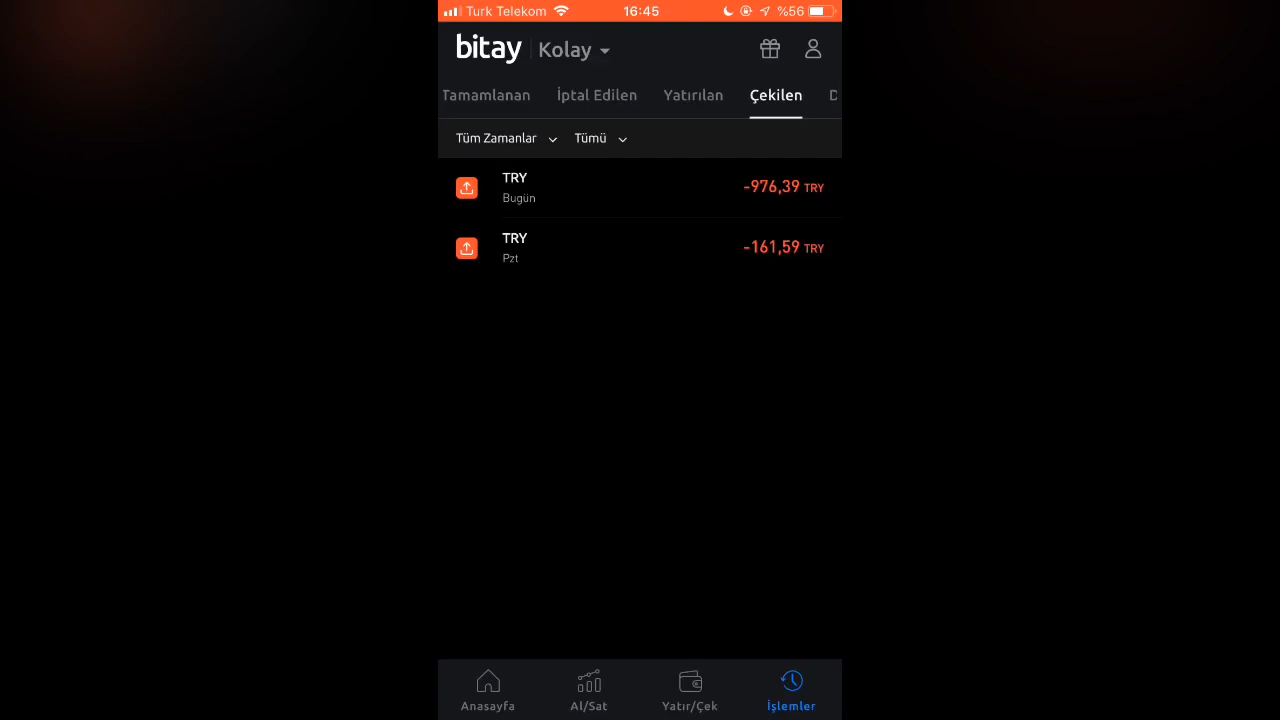 Turk Telekom 16:45 %56
bitay Kolay
Tamamlanan İptal Edilen Yatırılan Çekilen D
Tüm Zamanlar Tümü
TRY
Bugün
-976,39 TRY
TRY
Pzt
-161,59 TRY
Anasayfa Al/Sat Yatır/Çek İşlemler